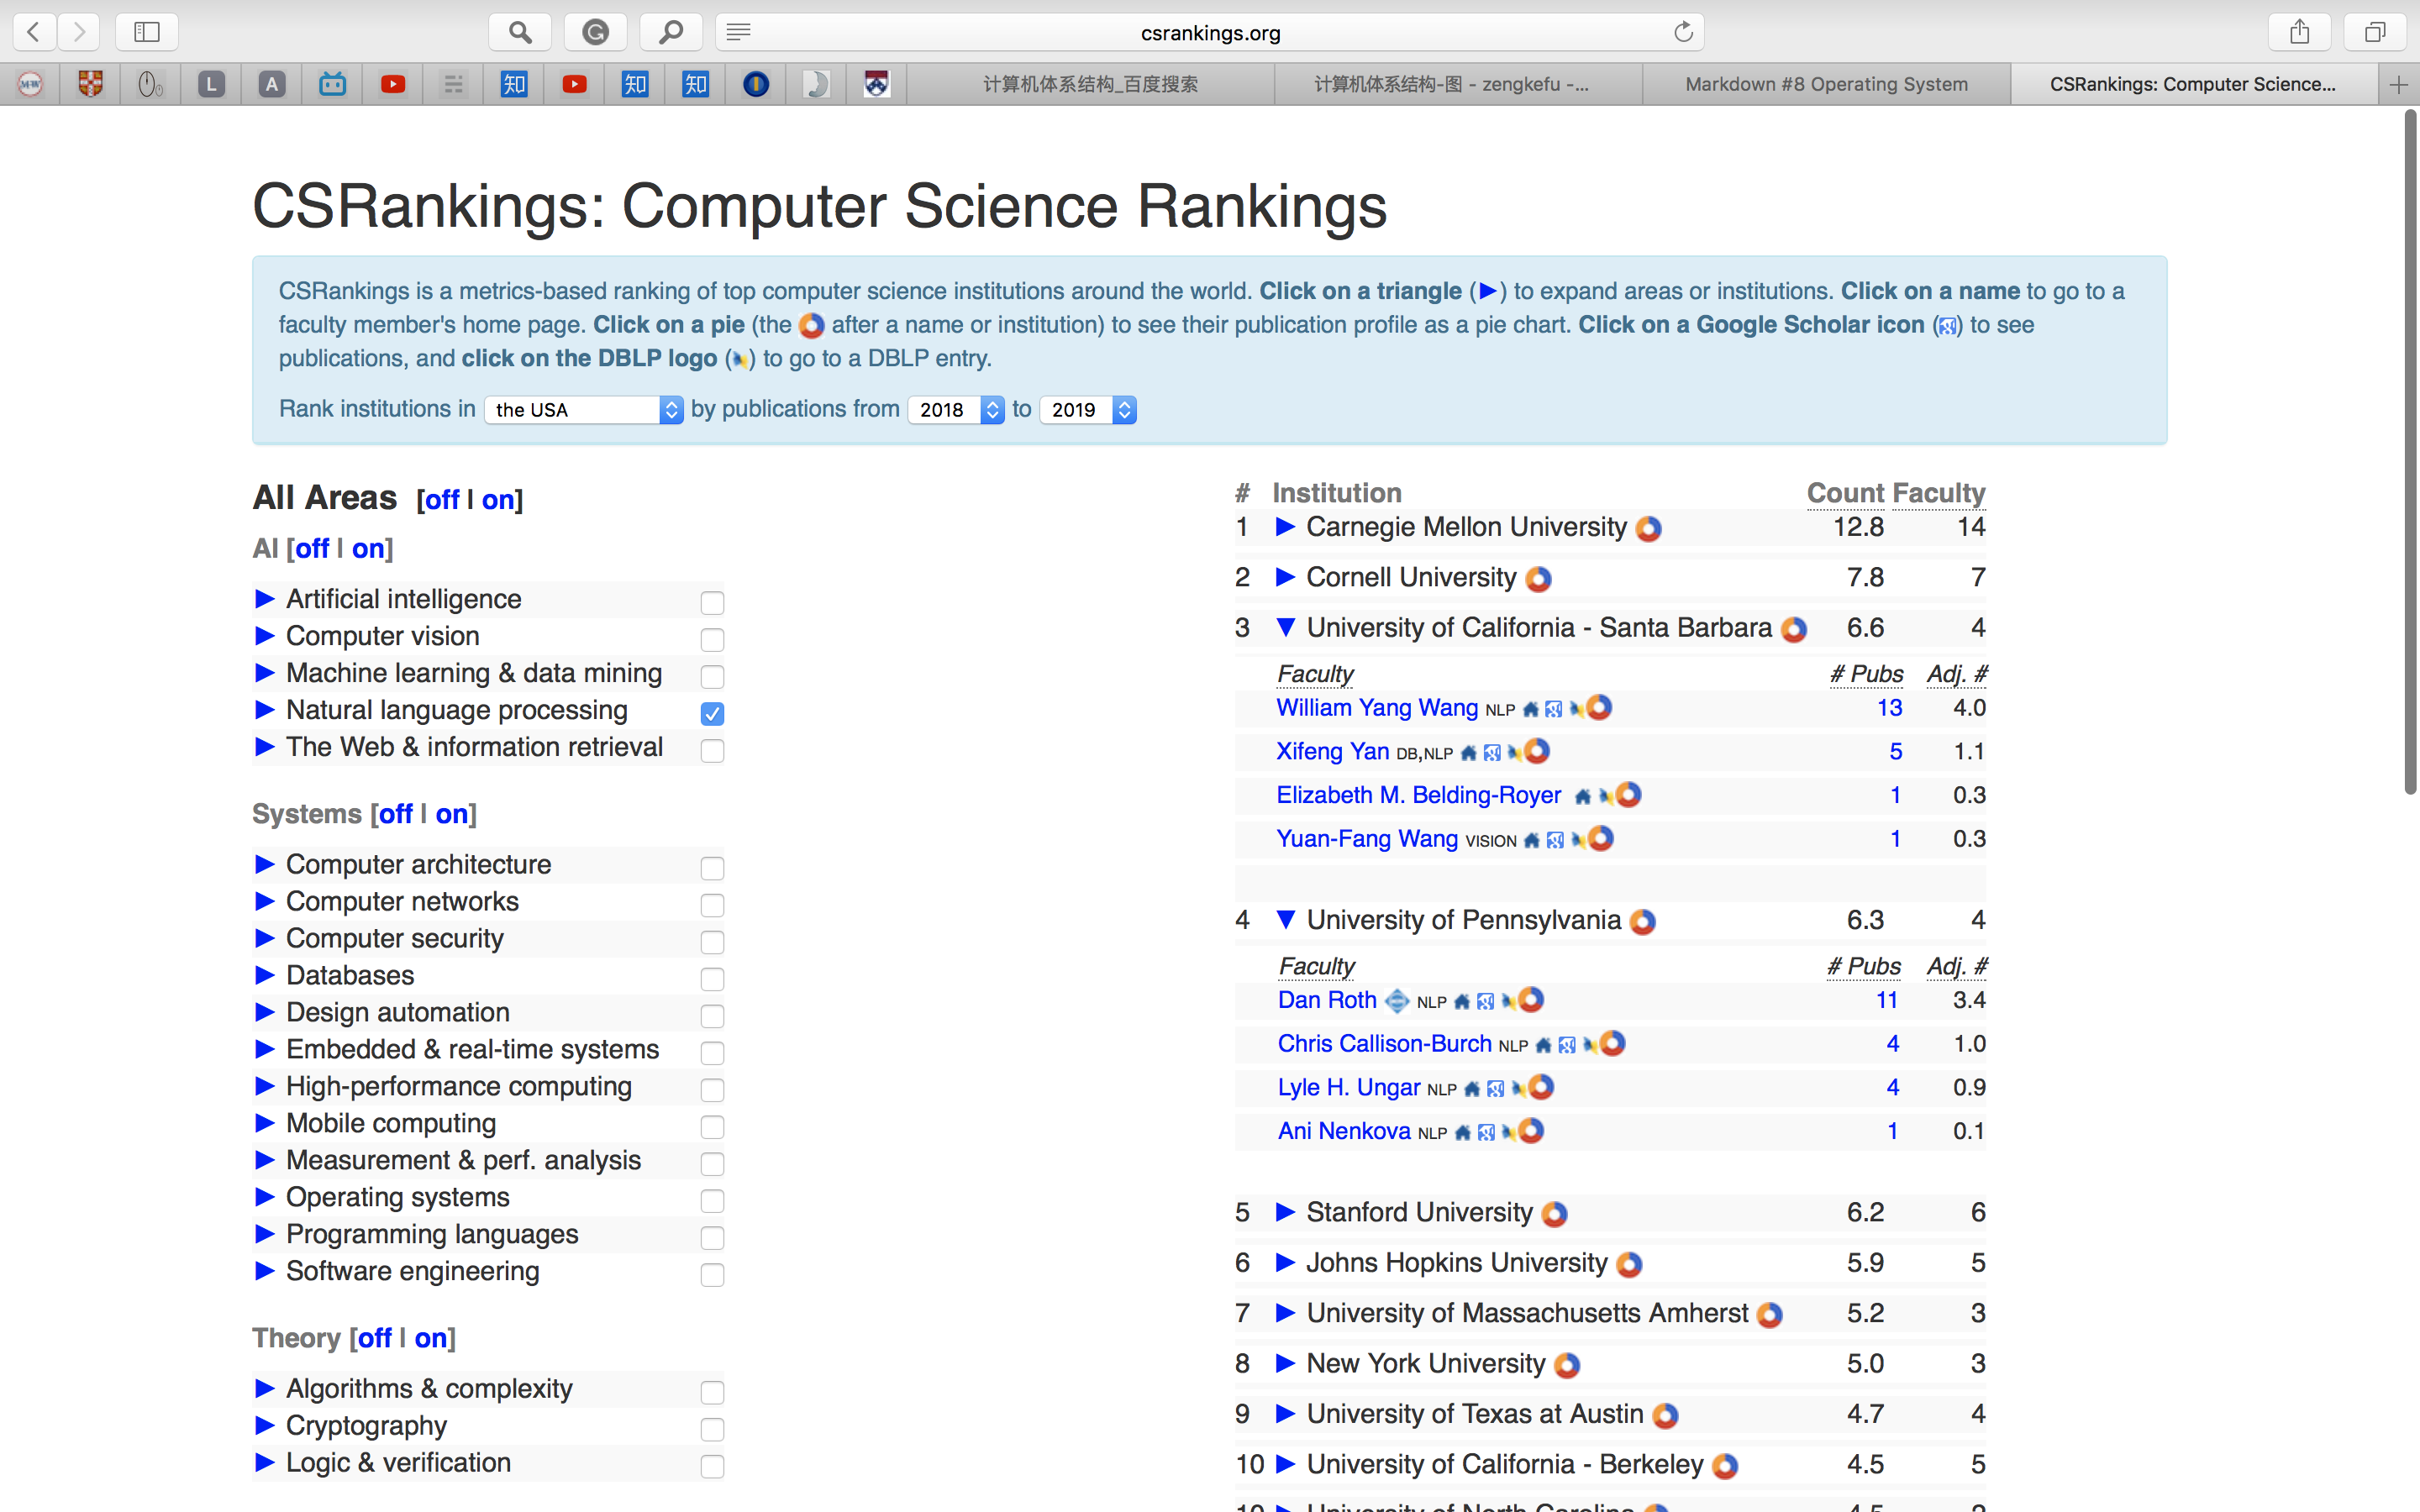 csrankings.org
L
A
知
知
知
计算机体系结构_百度搜索
计算机体系结构-图 - zengkefu -...
Markdown #8 Operating System
CSRankings: Computer Science...
CSRankings: Computer Science Rankings
CSRankings is a metrics-based ranking of top computer science institutions around the world. Click on a triangle (▶) to expand areas or institutions. Click on a name to go to a
faculty member's home page. Click on a pie (the after a name or institution) to see their publication profile as a pie chart. Click on a Google Scholar icon () to see
publications, and click on the DBLP logo () to go to a DBLP entry.
Rank institutions in the USA by publications from 2018 to 2019
All Areas [off | on]
AI [off | on]
▶ Artificial intelligence
▶ Computer vision
▶ Machine learning & data mining
▶ Natural language processing
▶ The Web & information retrieval
Systems [off | on]
▶ Computer architecture
▶ Computer networks
▶ Computer security
▶ Databases
▶ Design automation
▶ Embedded & real-time systems
▶ High-performance computing
▶ Mobile computing
▶ Measurement & perf. analysis
▶ Operating systems
▶ Programming languages
▶ Software engineering
Theory [off | on]
▶ Algorithms & complexity
▶ Cryptography
▶ Logic & verification
# Institution Count Faculty
1 ▶ Carnegie Mellon University 12.8 14
2 ▶ Cornell University 7.8 7
3 ▼ University of California - Santa Barbara 6.6 4
Faculty # Pubs Adj. #
William Yang Wang NLP 13 4.0
Xifeng Yan DB,NLP 5 1.1
Elizabeth M. Belding-Royer 1 0.3
Yuan-Fang Wang VISION 1 0.3
4 ▼ University of Pennsylvania 6.3 4
Faculty # Pubs Adj. #
Dan Roth NLP 11 3.4
Chris Callison-Burch NLP 4 1.0
Lyle H. Ungar NLP 4 0.9
Ani Nenkova NLP 1 0.1
5 ▶ Stanford University 6.2 6
6 ▶ Johns Hopkins University 5.9 5
7 ▶ University of Massachusetts Amherst 5.2 3
8 ▶ New York University 5.0 3
9 ▶ University of Texas at Austin 4.7 4
10 ▶ University of California - Berkeley 4.5 5